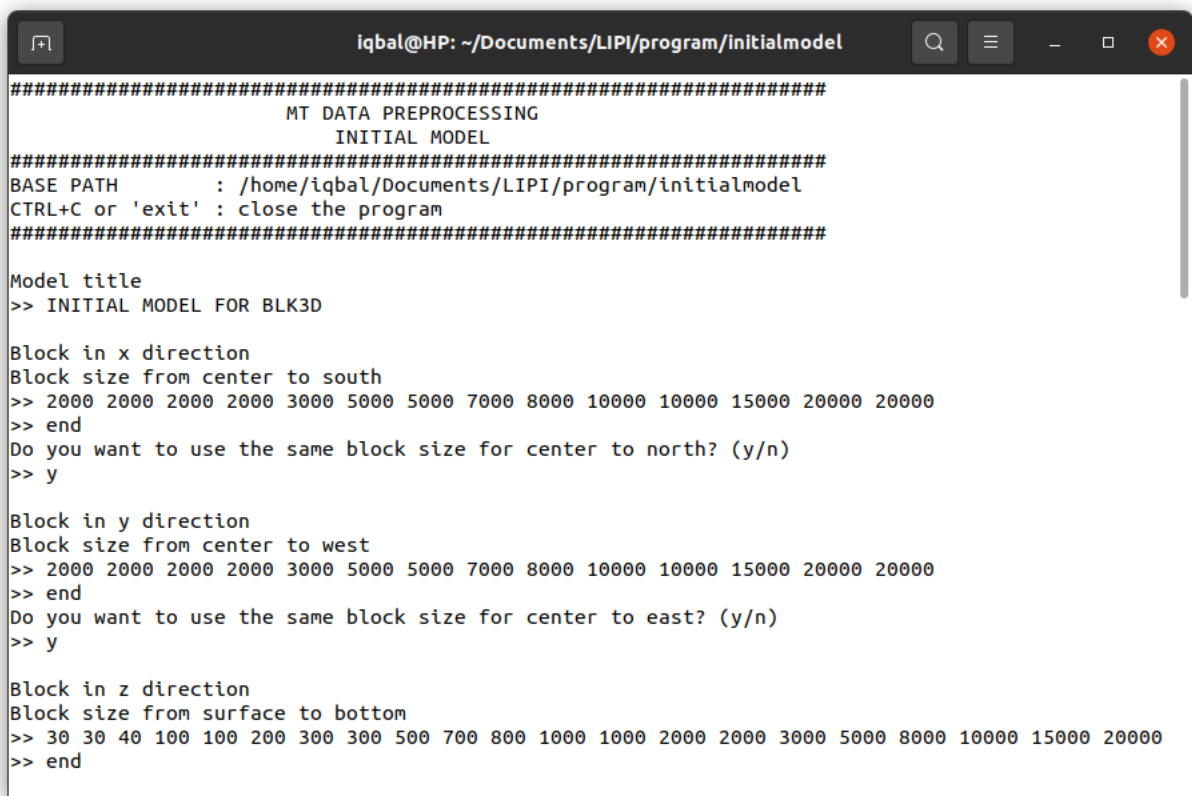 iqbal@HP: ~/Documents/LIPI/program/initialmodel
####################################################################
MT DATA PREPROCESSING
INITIAL MODEL
####################################################################
BASE PATH        : /home/iqbal/Documents/LIPI/program/initialmodel
CTRL+C or 'exit' : close the program
####################################################################
Model title
>> INITIAL MODEL FOR BLK3D
Block in x direction
Block size from center to south
>> 2000 2000 2000 2000 3000 5000 5000 7000 8000 10000 10000 15000 20000 20000
>> end
Do you want to use the same block size for center to north? (y/n)
>> y
Block in y direction
Block size from center to west
>> 2000 2000 2000 2000 3000 5000 5000 7000 8000 10000 10000 15000 20000 20000
>> end
Do you want to use the same block size for center to east? (y/n)
>> y
Block in z direction
Block size from surface to bottom
>> 30 30 40 100 100 200 300 300 500 700 800 1000 1000 2000 2000 3000 5000 8000 10000 15000 20000
>> end